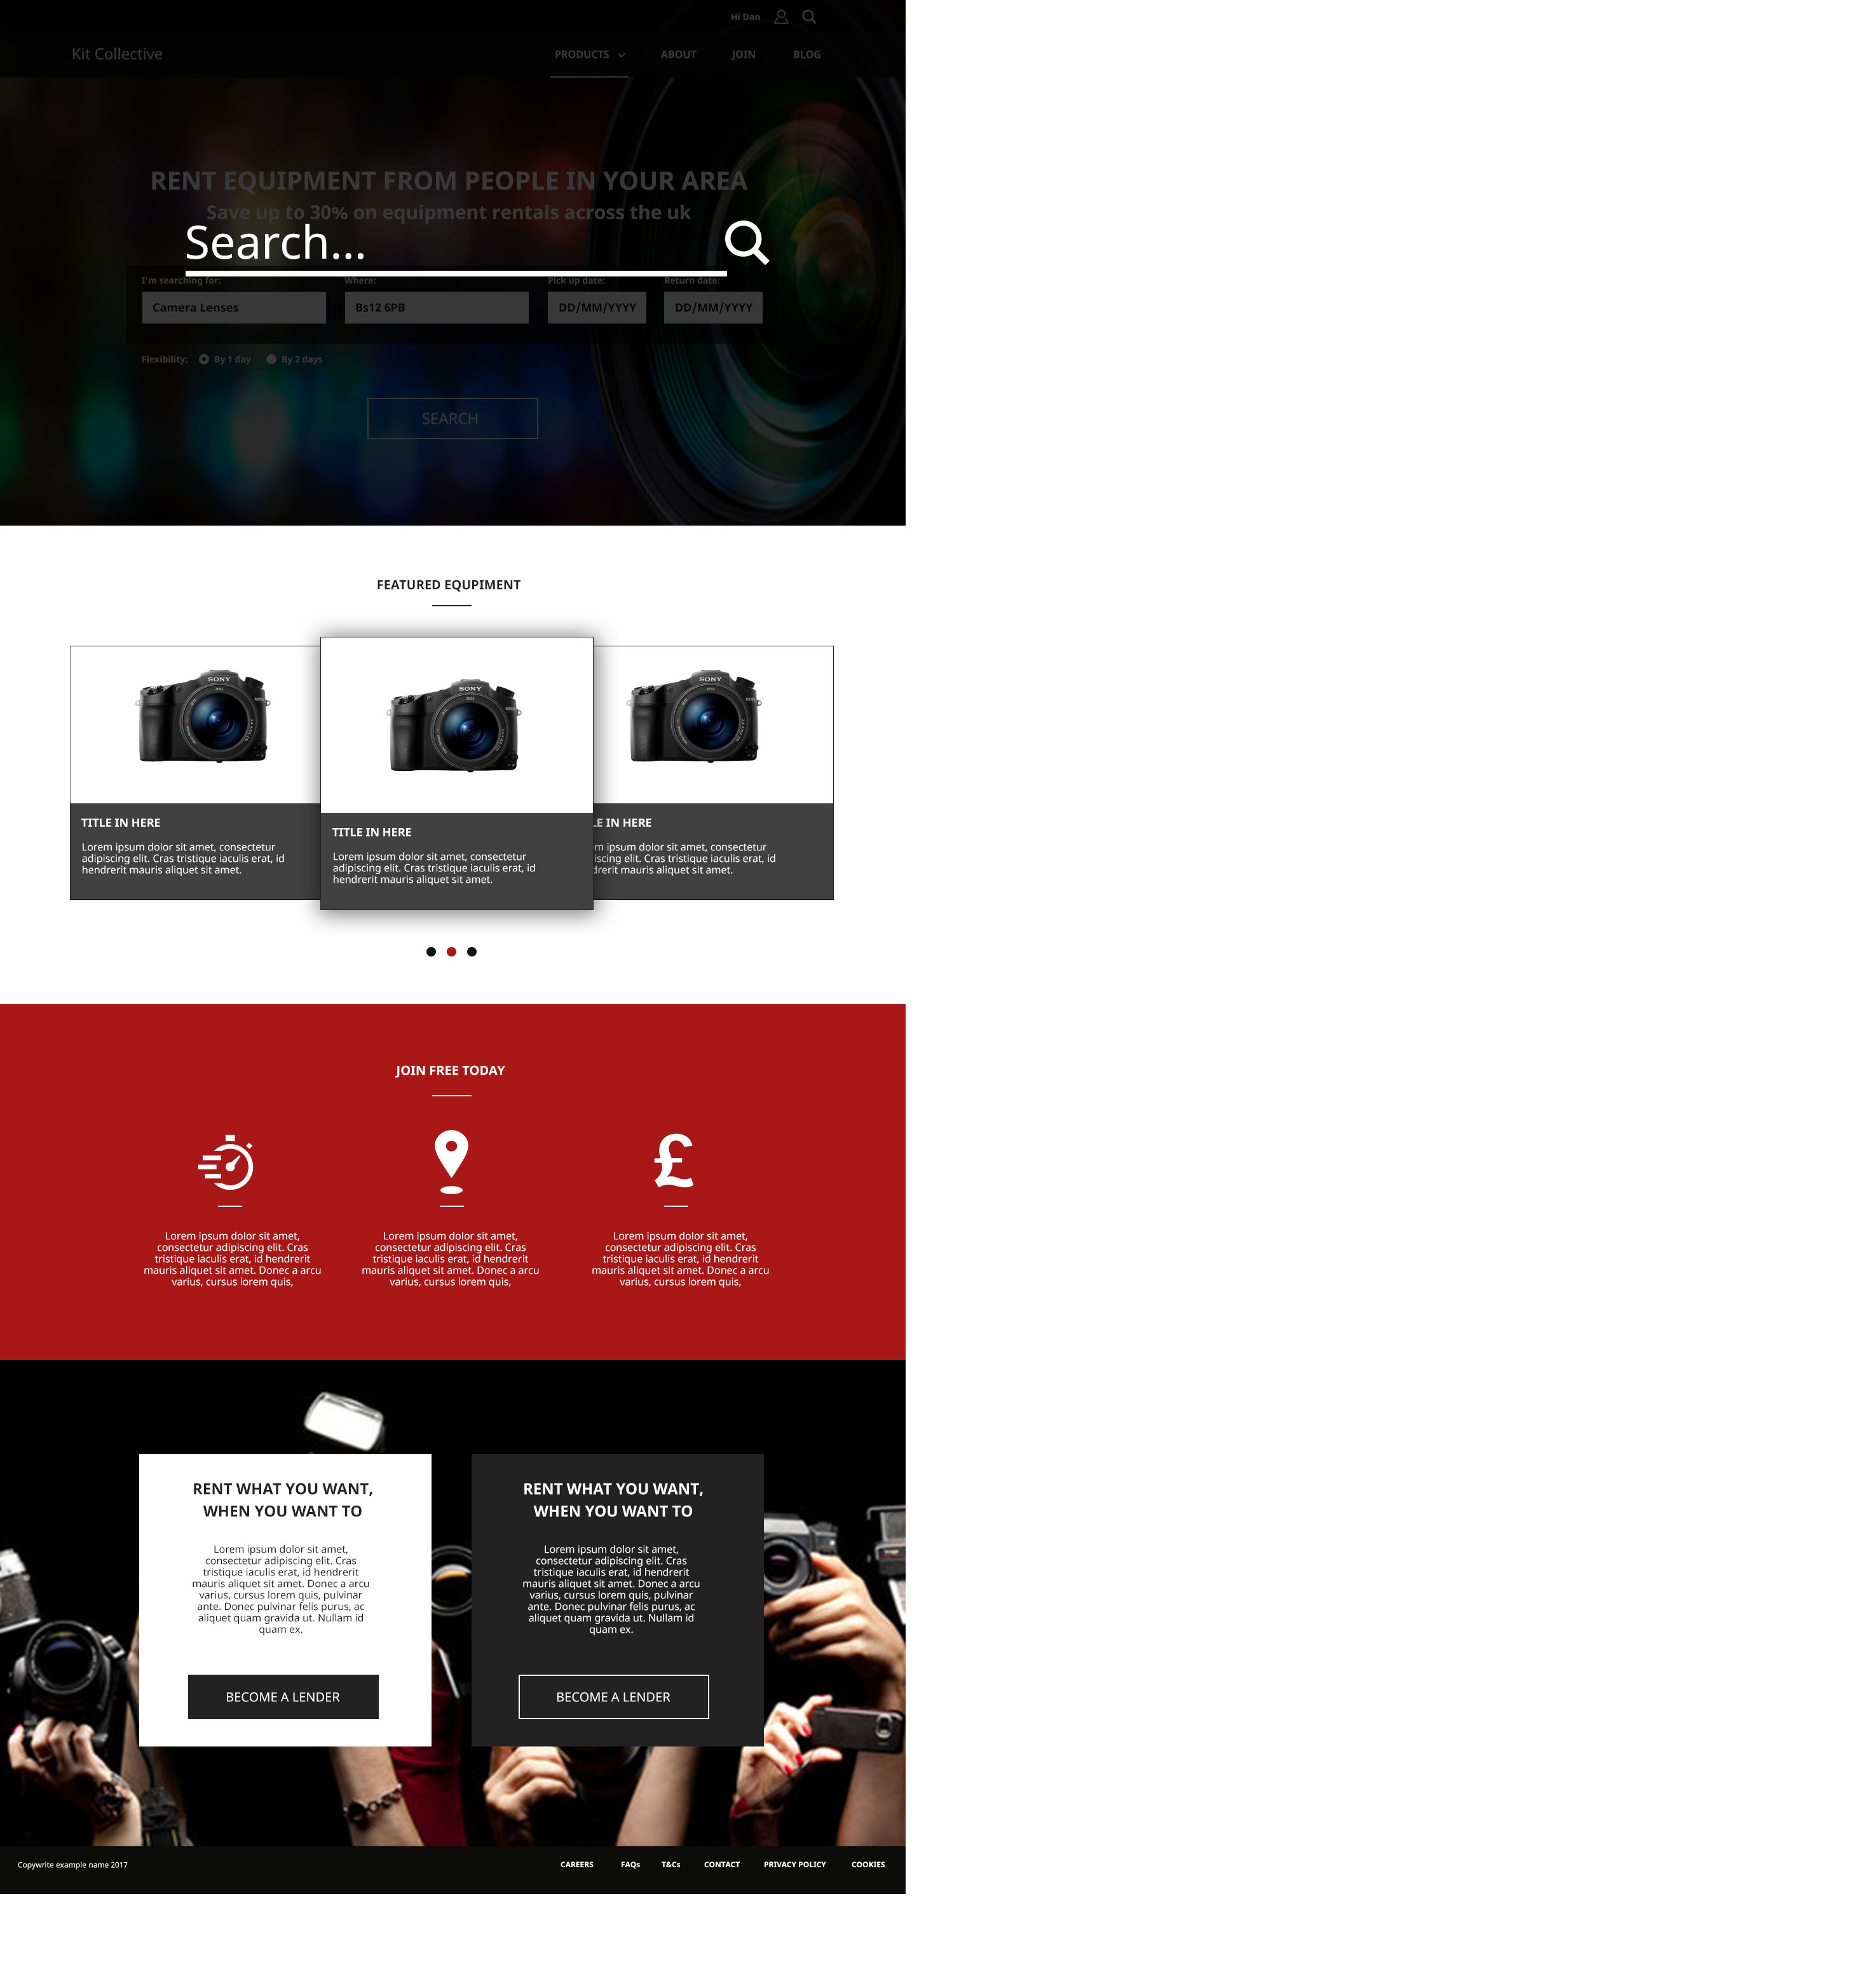 Hi Dan
Kit Collective
PRODUCTS ABOUT JOIN BLOG
RENT EQUIPMENT FROM PEOPLE IN YOUR AREA
Save up to 30% on equipment rentals across the uk
Search...
I'm searching for: Where: Pick up date: Return date:
Camera Lenses Bs12 6PB DD/MM/YYYY DD/MM/YYYY
Flexibility: By 1 day By 2 days
SEARCH
FEATURED EQUPIMENT
SONY
SONY
SONY
TITLE IN HERE
Lorem ipsum dolor sit amet, consectetur
adipiscing elit. Cras tristique iaculis erat, id
hendrerit mauris aliquet sit amet.
TITLE IN HERE
Lorem ipsum dolor sit amet, consectetur
adipiscing elit. Cras tristique iaculis erat, id
hendrerit mauris aliquet sit amet.
LE IN HERE
em ipsum dolor sit amet, consectetur
iscing elit. Cras tristique iaculis erat, id
drerit mauris aliquet sit amet.
JOIN FREE TODAY
£
Lorem ipsum dolor sit amet,
consectetur adipiscing elit. Cras
tristique iaculis erat, id hendrerit
mauris aliquet sit amet. Donec a arcu
varius, cursus lorem quis,
Lorem ipsum dolor sit amet,
consectetur adipiscing elit. Cras
tristique iaculis erat, id hendrerit
mauris aliquet sit amet. Donec a arcu
varius, cursus lorem quis,
Lorem ipsum dolor sit amet,
consectetur adipiscing elit. Cras
tristique iaculis erat, id hendrerit
mauris aliquet sit amet. Donec a arcu
varius, cursus lorem quis,
RENT WHAT YOU WANT,
WHEN YOU WANT TO
Lorem ipsum dolor sit amet,
consectetur adipiscing elit. Cras
tristique iaculis erat, id hendrerit
mauris aliquet sit amet. Donec a arcu
varius, cursus lorem quis, pulvinar
ante. Donec pulvinar felis purus, ac
aliquet quam gravida ut. Nullam id
quam ex.
BECOME A LENDER
RENT WHAT YOU WANT,
WHEN YOU WANT TO
Lorem ipsum dolor sit amet,
consectetur adipiscing elit. Cras
tristique iaculis erat, id hendrerit
mauris aliquet sit amet. Donec a arcu
varius, cursus lorem quis, pulvinar
ante. Donec pulvinar felis purus, ac
aliquet quam gravida ut. Nullam id
quam ex.
BECOME A LENDER
Copywrite example name 2017
CAREERS FAQs T&Cs CONTACT PRIVACY POLICY COOKIES